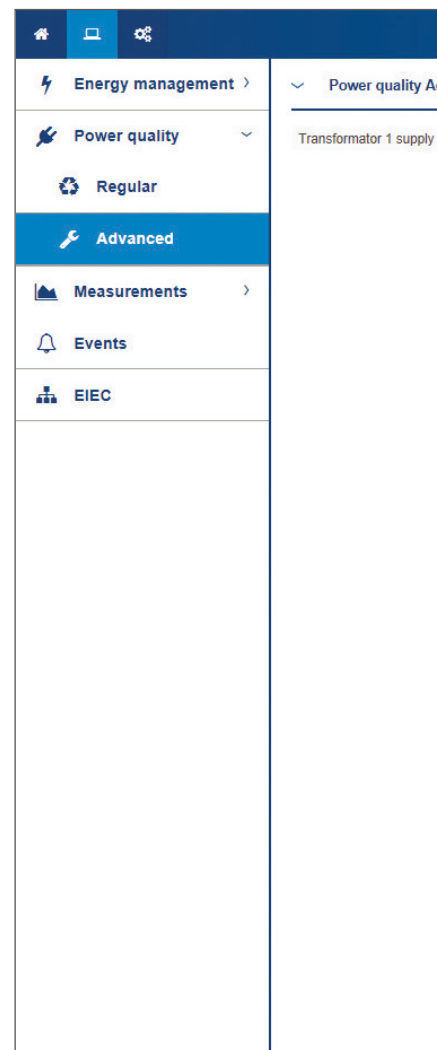 Energy management
Power quality
Regular
Advanced
Measurements
Events
EIEC
Power quality
Transformator 1 supply